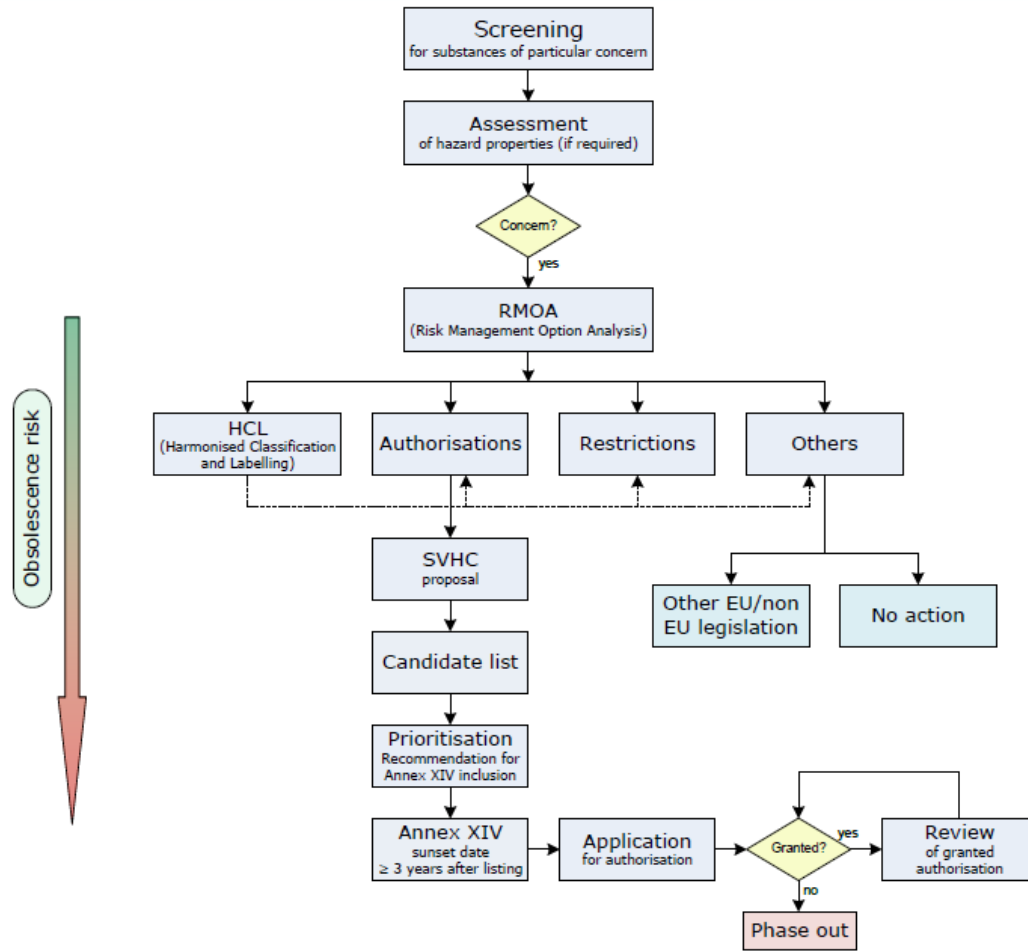 Screening
for substances of particular concern
Assessment
of hazard properties (if required)
Concern?
yes
RMOA
(Risk Management Option Analysis)
Obsolescence risk
HCL
(Harmonised Classification
and Labelling)
Authorisations
Restrictions
Others
SVHC
proposal
Other EU/non
EU legislation
No action
Candidate list
Prioritisation
Recommendation for
Annex XIV inclusion
Annex XIV
sunset date
≥ 3 years after listing
Application
for authorisation
Granted?
yes
Review
of granted
authorisation
no
Phase out